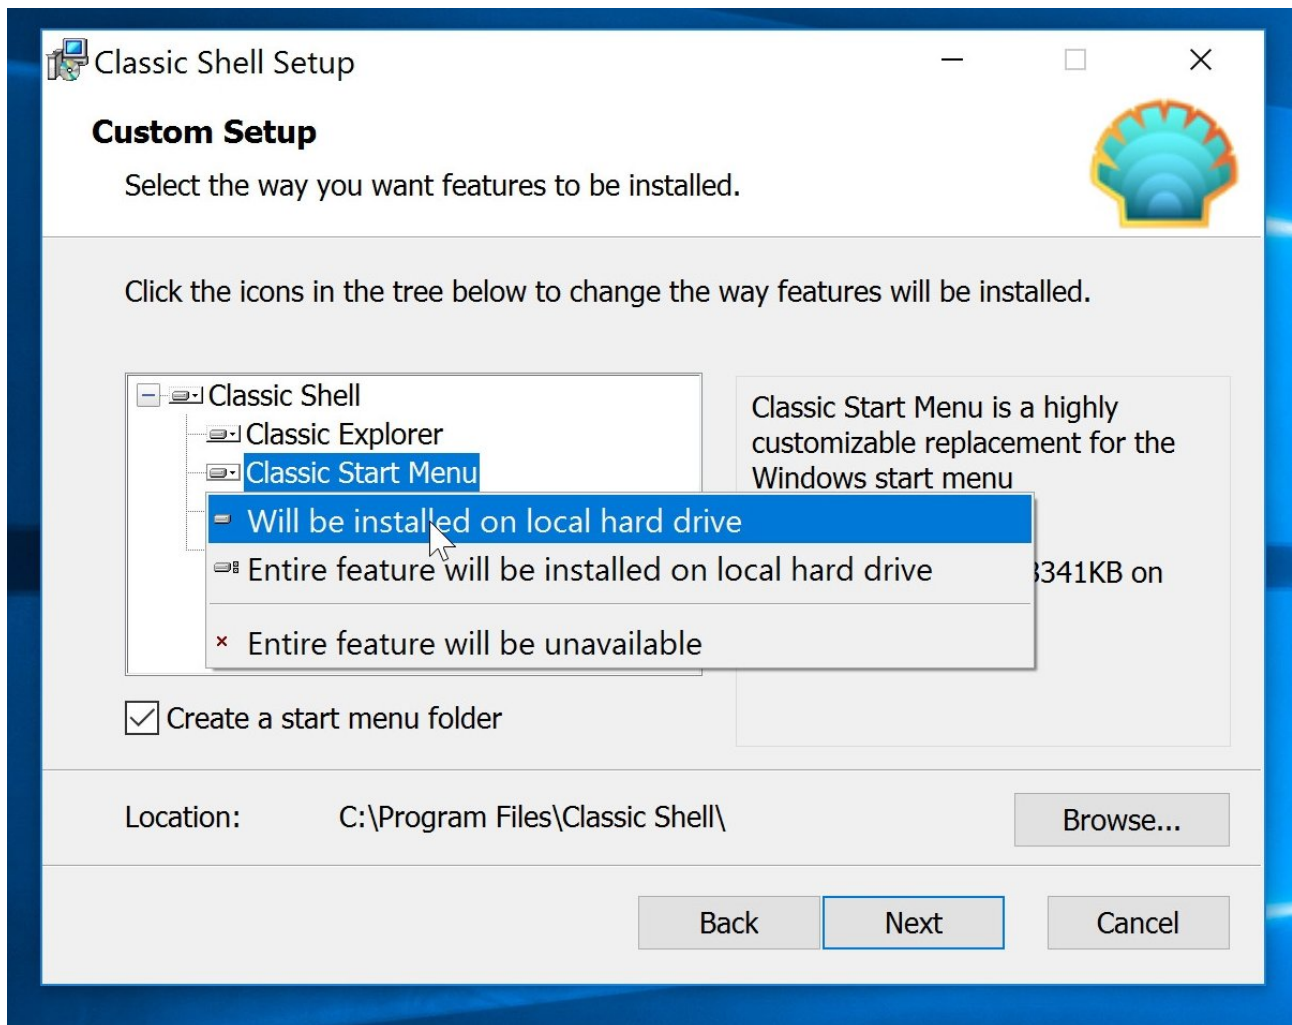 Classic Shell Setup
Custom Setup
Select the way you want features to be installed.
Click the icons in the tree below to change the way features will be installed.
Classic Shell
Classic Explorer
Classic Start Menu
Will be installed on local hard drive
Entire feature will be installed on local hard drive
Entire feature will be unavailable
Classic Start Menu is a highly
customizable replacement for the
Windows start menu
3341KB on
Create a start menu folder
Location: C:\Program Files\Classic Shell\
Browse...
Back Next Cancel